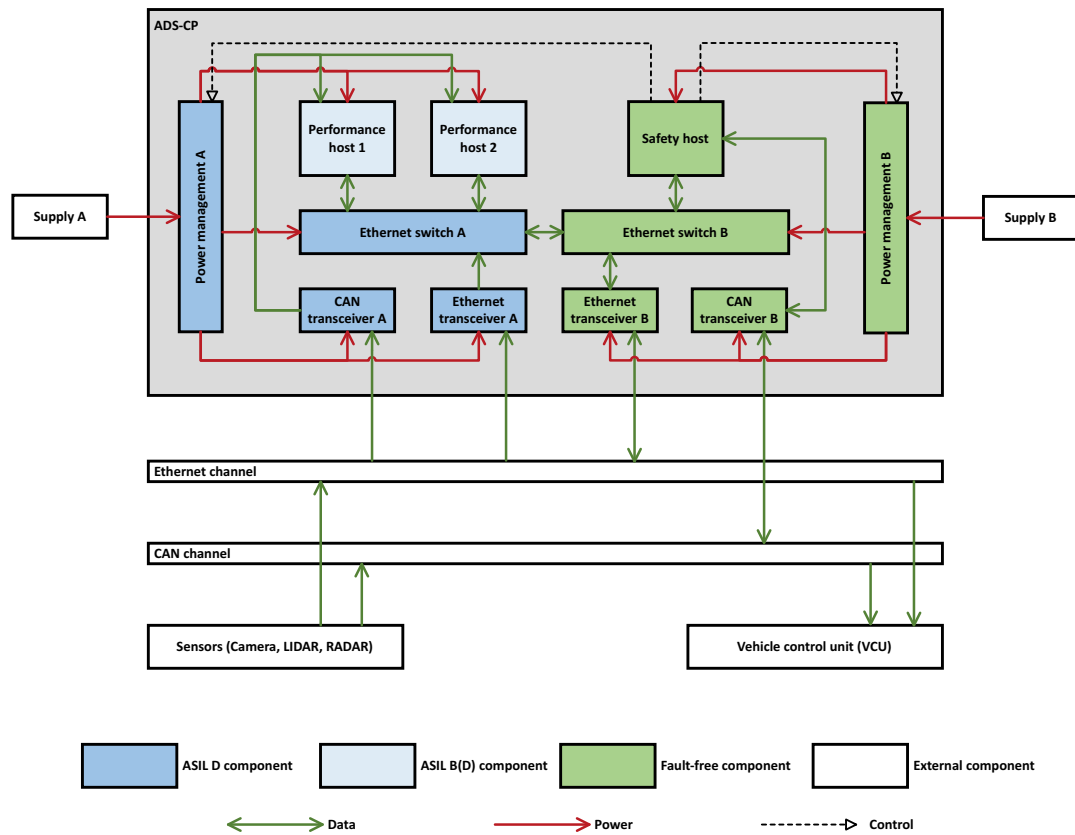 ADS-CP
Performance
host 1
Performance
host 2
Safety host
Power management A
Power management B
Supply A
Supply B
Ethernet switch A
Ethernet switch B
CAN
transceiver A
Ethernet
transceiver A
Ethernet
transceiver B
CAN
transceiver B
Ethernet channel
CAN channel
Sensors (Camera, LIDAR, RADAR)
Vehicle control unit (VCU)
ASIL D component
ASIL B(D) component
Fault-free component
External component
Data
Power
Control